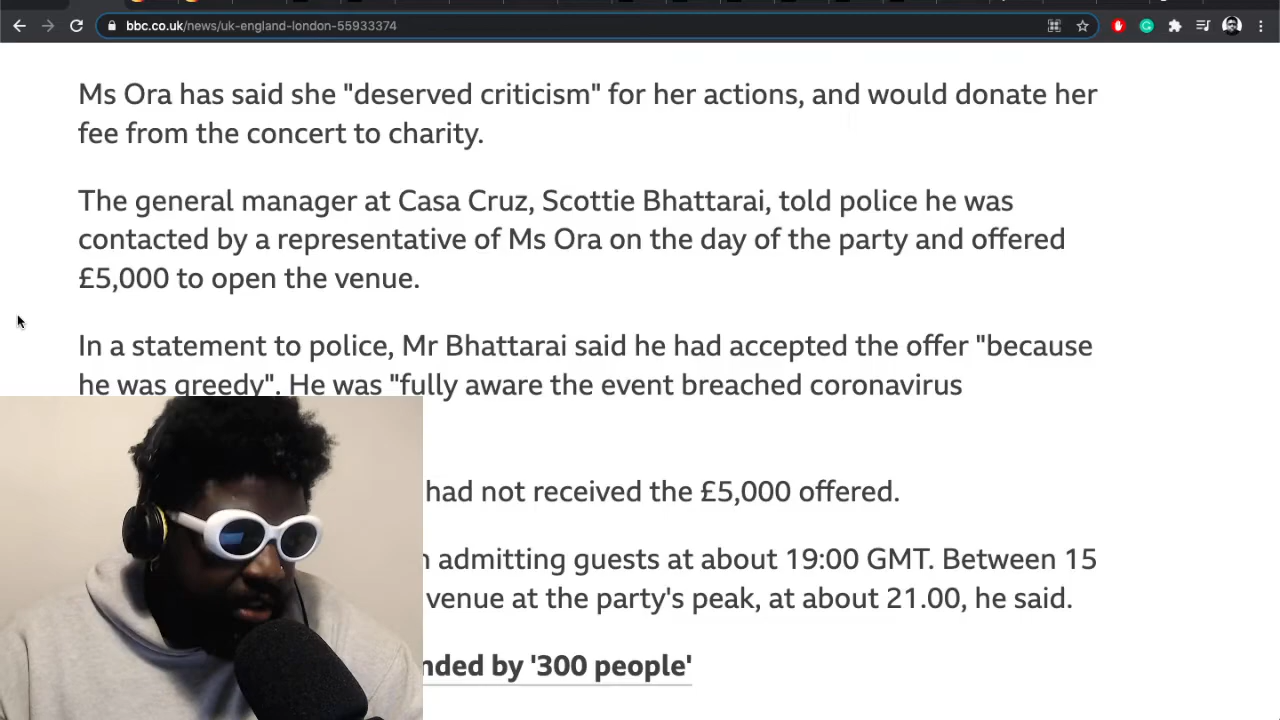 bbc.co.uk/news/uk-england-london-55933374
Ms Ora has said she "deserved criticism" for her actions, and would donate her
fee from the concert to charity.
The general manager at Casa Cruz, Scottie Bhattarai, told police he was
contacted by a representative of Ms Ora on the day of the party and offered
£5,000 to open the venue.
In a statement to police, Mr Bhattarai said he had accepted the offer "because
he was greedy". He was "fully aware the event breached coronavirus
had not received the £5,000 offered.
admitting guests at about 19:00 GMT. Between 15
venue at the party's peak, at about 21.00, he said.
by '300 people'